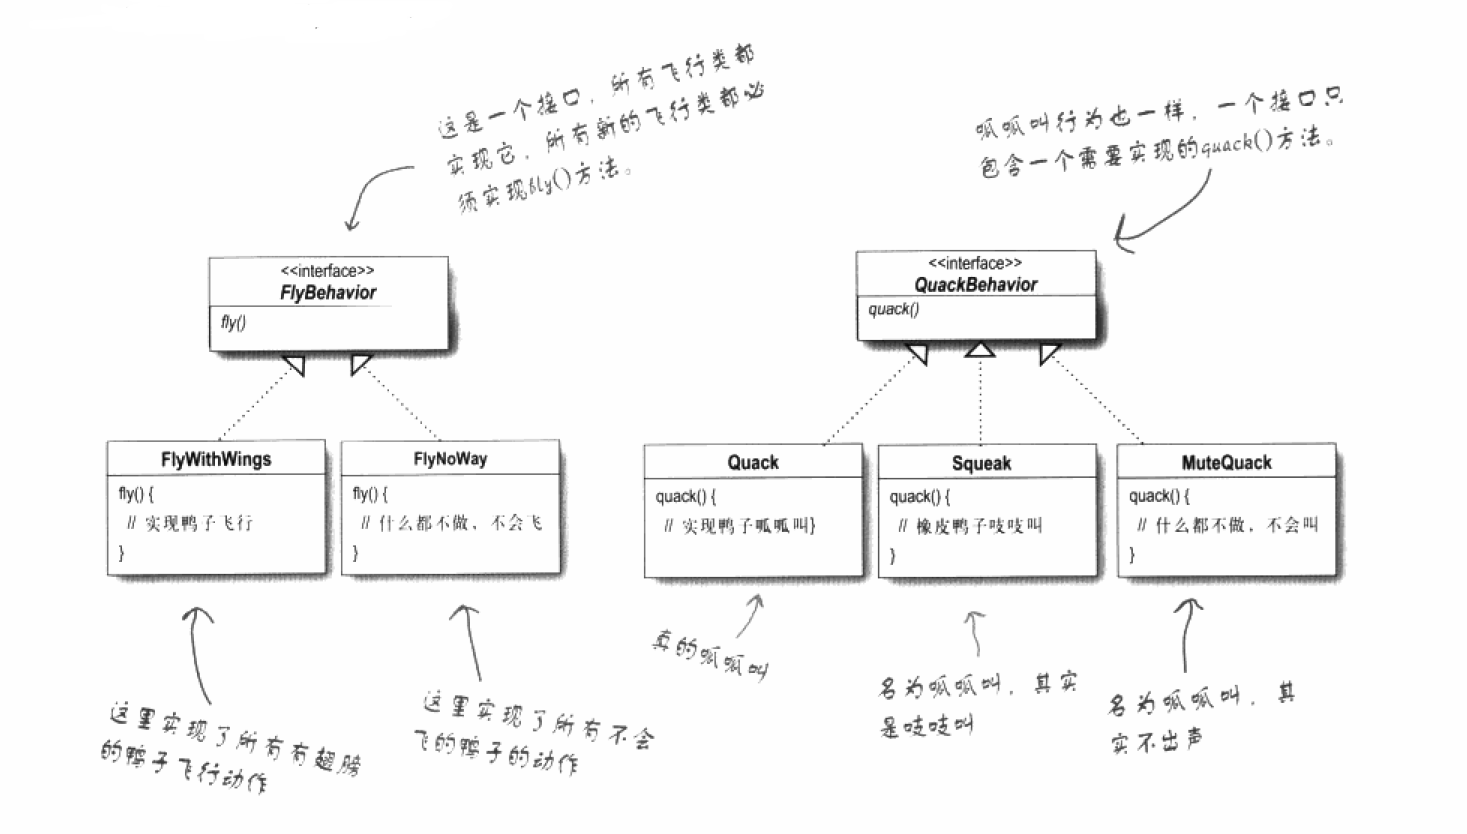 这是一个接口，所有飞行类都
实现它，所有新的飞行类都必
须实现fly()方法。
呱呱叫行为也一样，一个接口只
包含一个需要实现的quack()方法。
<<interface>>
FlyBehavior
fly()
<<interface>>
QuackBehavior
quack()
FlyWithWings
fly() {
// 实现鸭子飞行
}
FlyNoWay
fly() {
// 什么都不做，不会飞
}
Quack
quack() {
// 实现鸭子呱呱叫}
Squeak
quack() {
// 橡皮鸭子吱吱叫
}
MuteQuack
quack() {
// 什么都不做，不会叫
}
这里实现了所有有翅膀
的鸭子飞行动作
这里实现了所有不会
飞的鸭子的动作
真的呱呱叫
名为呱呱叫，其实
是吱吱叫
名为呱呱叫，其
实不出声